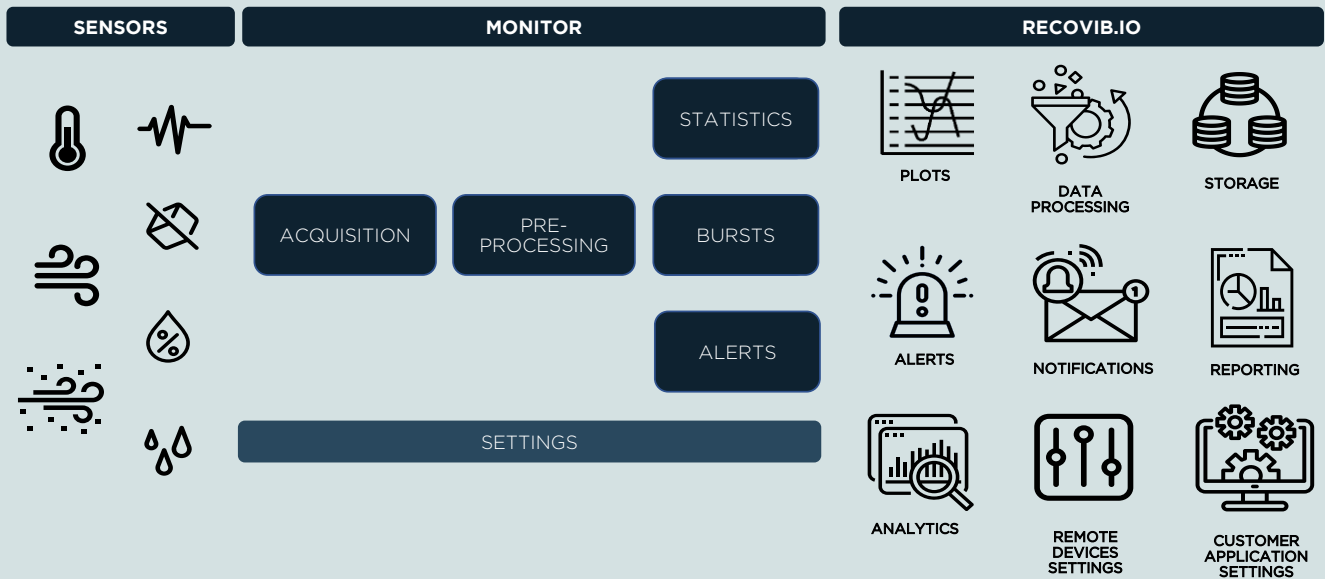 SENSORS
MONITOR
RECOVIB.IO
STATISTICS
ACQUISITION
PRE-
PROCESSING
BURSTS
ALERTS
SETTINGS
PLOTS
DATA
PROCESSING
STORAGE
ALERTS
1
NOTIFICATIONS
REPORTING
ANALYTICS
REMOTE
DEVICES
SETTINGS
CUSTOMER
APPLICATION
SETTINGS
%